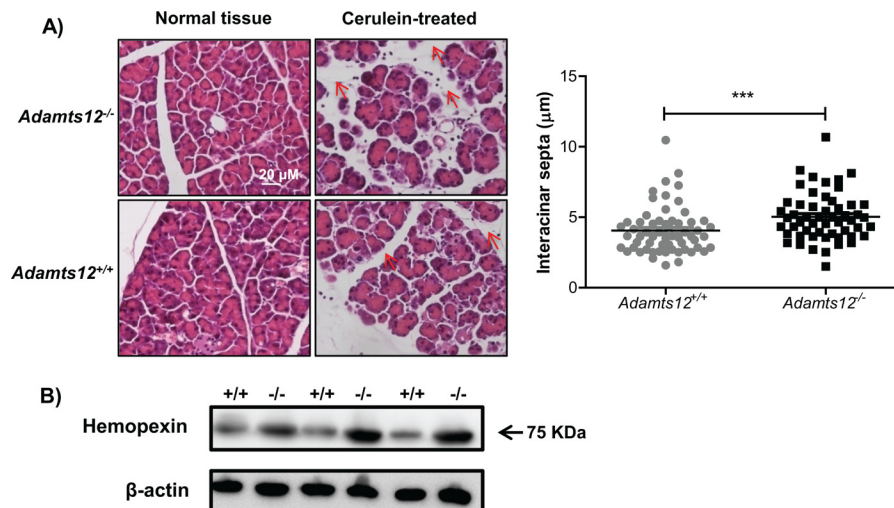 A)
Normal tissue
Cerulein-treated
Adamts12-/-
20 µM
Adamts12+/+
Interacinar septa (µm)
15
10
5
0
***
Adamts12+/+
Adamts12-/-
B)
+/+ -/- +/+ -/- +/+ -/-
Hemopexin
75 KDa
β-actin